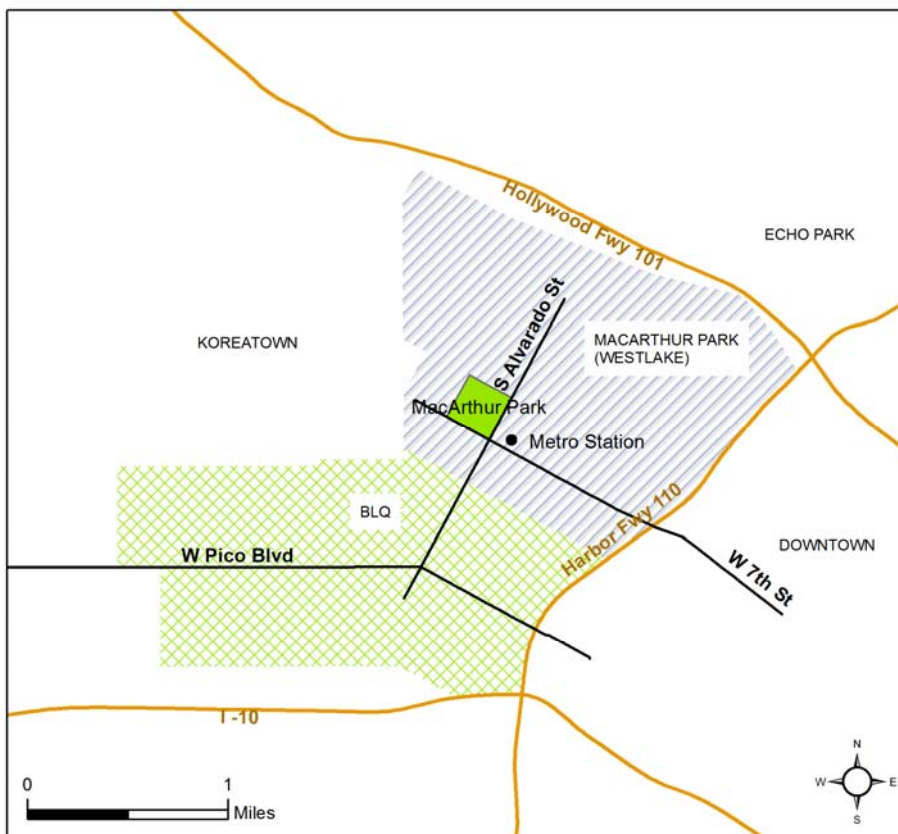 Hollywood Fwy 101
ECHO PARK
S Alvarado St
KOREATOWN
MACARTHUR PARK
(WESTLAKE)
MacArthur Park
Metro Station
BLQ
Harbor Fwy 110
DOWNTOWN
W Pico Blvd
W 7th St
I -10
0 1
Miles
N
W E
S